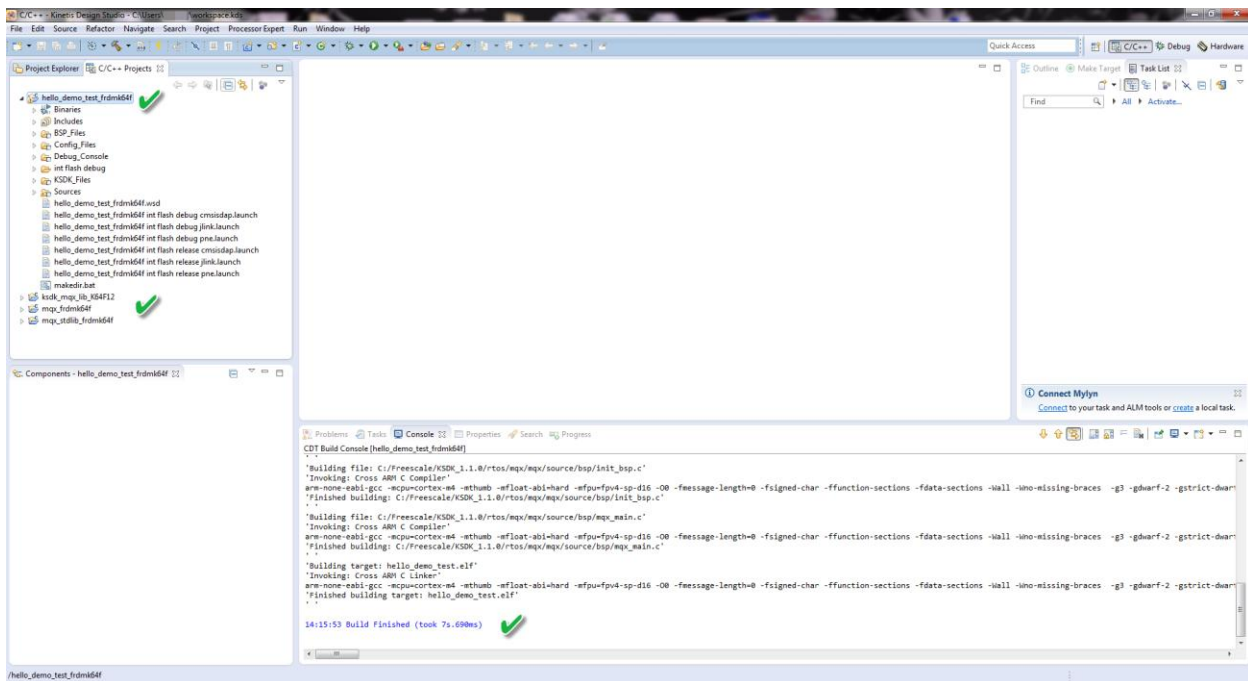 C/C++ - Kinetis Design Studio - C:\Users\ \workspace.kds
File Edit Source Refactor Navigate Search Project Processor Expert Run Window Help
Quick Access
C/C++ Debug Hardware
Project Explorer C/C++ Projects
hello_demo_test_frdmk64f
Binaries
Includes
BSP_Files
Config_Files
Debug_Console
int flash debug
KSDK_Files
Sources
hello_demo_test_frdmk64f.wsd
hello_demo_test_frdmk64f int flash debug cmsisdap.launch
hello_demo_test_frdmk64f int flash debug jlink.launch
hello_demo_test_frdmk64f int flash debug pne.launch
hello_demo_test_frdmk64f int flash release cmsisdap.launch
hello_demo_test_frdmk64f int flash release jlink.launch
hello_demo_test_frdmk64f int flash release pne.launch
makedir.bat
ksdk_mqx_lib_K64F12
mqx_frdmk64f
mqx_stdlib_frdmk64f
Components - hello_demo_test_frdmk64f
Outline Make Target Task List
Find All Activate...
Connect Mylyn
Connect to your task and ALM tools or create a local task.
Problems Tasks Console Properties Search Progress
CDT Build Console [hello_demo_test_frdmk64f]
' '
'Building file: C:/Freescale/KSDK_1.1.0/rtos/mqx/mqx/source/bsp/init_bsp.c'
'Invoking: Cross ARM C Compiler'
arm-none-eabi-gcc -mcpu=cortex-m4 -mthumb -mfloat-abi=hard -mfpu=fpv4-sp-d16 -O0 -fmessage-length=0 -fsigned-char -ffunction-sections -fdata-sections -Wall -Wno-missing-braces -g3 -gdwarf-2 -gstrict-dwar
'Finished building: C:/Freescale/KSDK_1.1.0/rtos/mqx/mqx/source/bsp/init_bsp.c'
' '
'Building file: C:/Freescale/KSDK_1.1.0/rtos/mqx/mqx/source/bsp/mqx_main.c'
'Invoking: Cross ARM C Compiler'
arm-none-eabi-gcc -mcpu=cortex-m4 -mthumb -mfloat-abi=hard -mfpu=fpv4-sp-d16 -O0 -fmessage-length=0 -fsigned-char -ffunction-sections -fdata-sections -Wall -Wno-missing-braces -g3 -gdwarf-2 -gstrict-dwar
'Finished building: C:/Freescale/KSDK_1.1.0/rtos/mqx/mqx/source/bsp/mqx_main.c'
' '
'Building target: hello_demo_test.elf'
'Invoking: Cross ARM C Linker'
arm-none-eabi-gcc -mcpu=cortex-m4 -mthumb -mfloat-abi=hard -mfpu=fpv4-sp-d16 -O0 -fmessage-length=0 -fsigned-char -ffunction-sections -fdata-sections -Wall -Wno-missing-braces -g3 -gdwarf-2 -gstrict-dwar
'Finished building target: hello_demo_test.elf'
' '
14:15:53 Build Finished (took 7s.690ms)
/hello_demo_test_frdmk64f